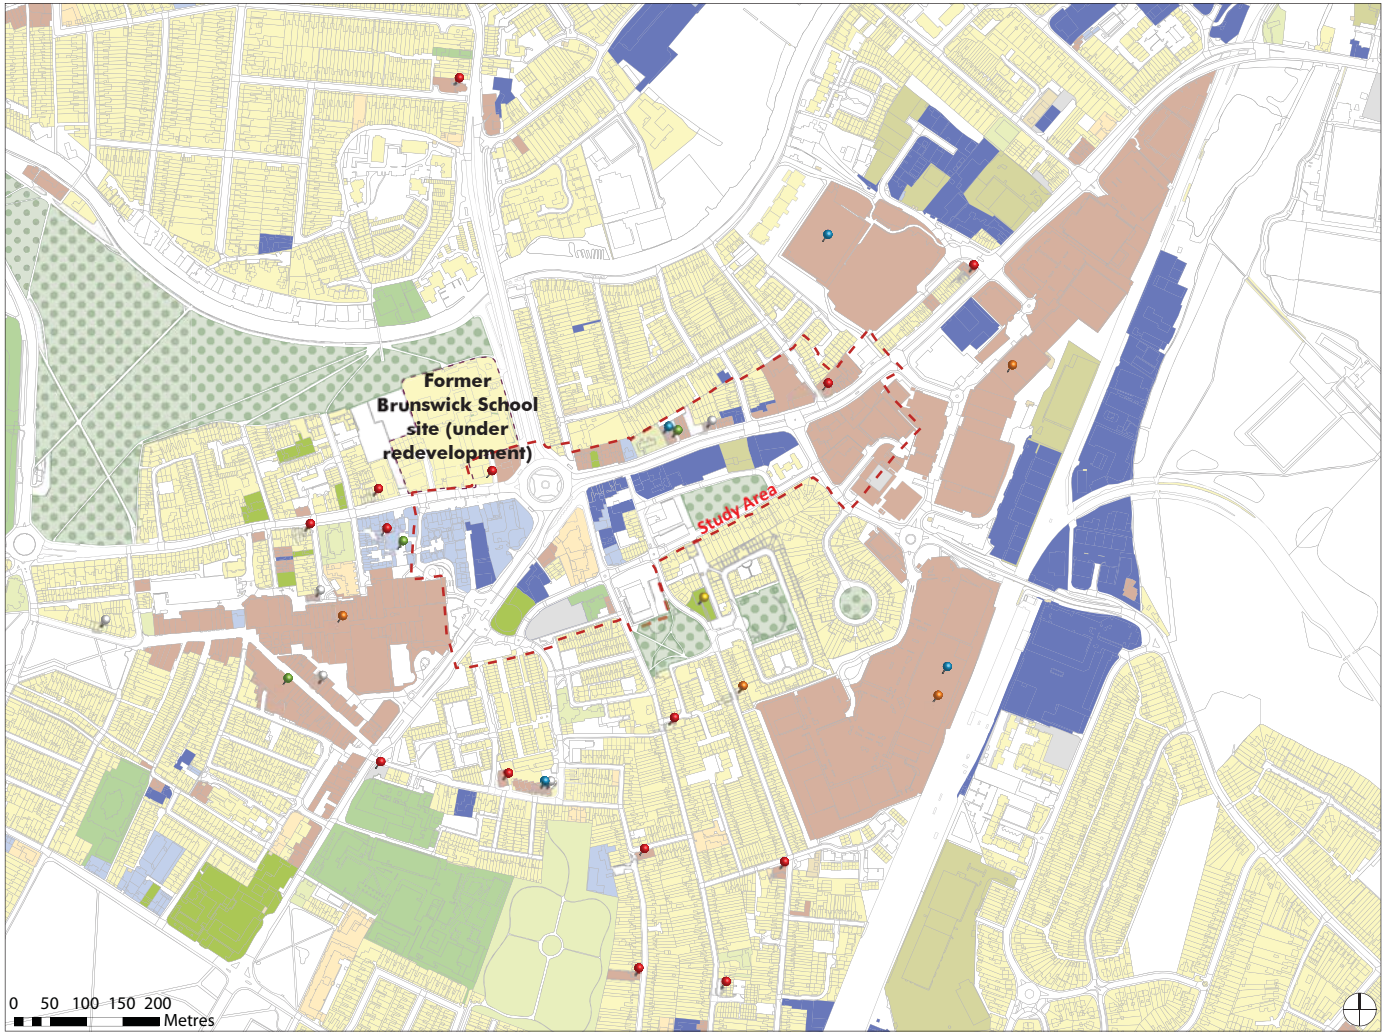 Former
Brunswick School
site (under
redevelopment)
Study Area
0 50 100 150 200
Metres